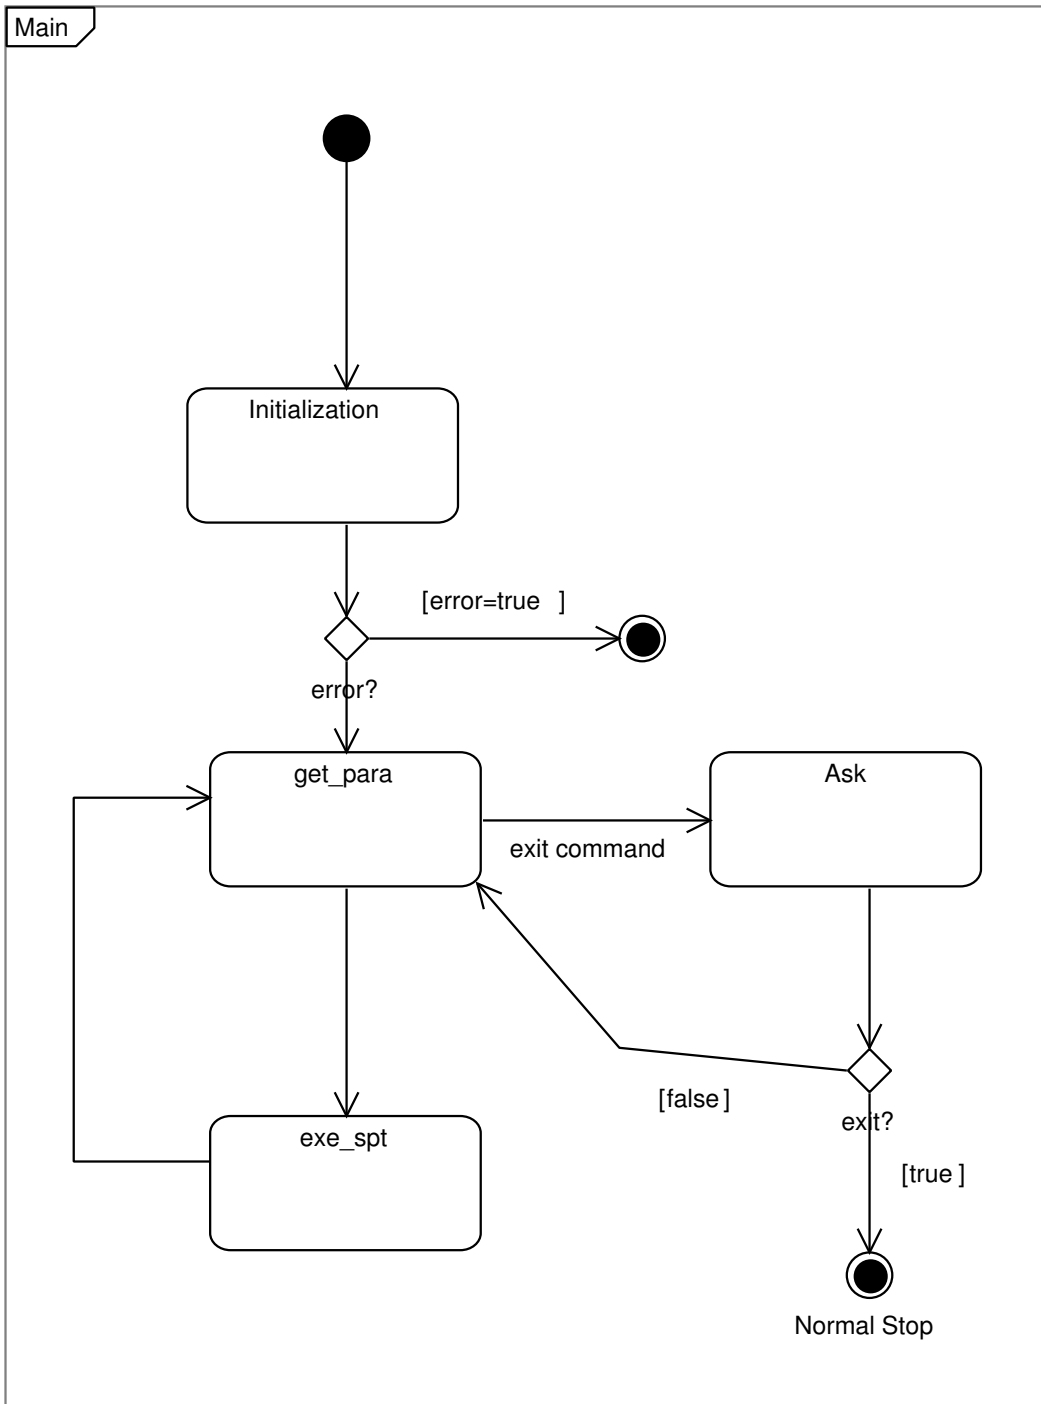 Main
Initialization
[error=true ]
error?
get_para
Ask
exit command
[false]
exit?
exe_spt
[true]
Normal Stop